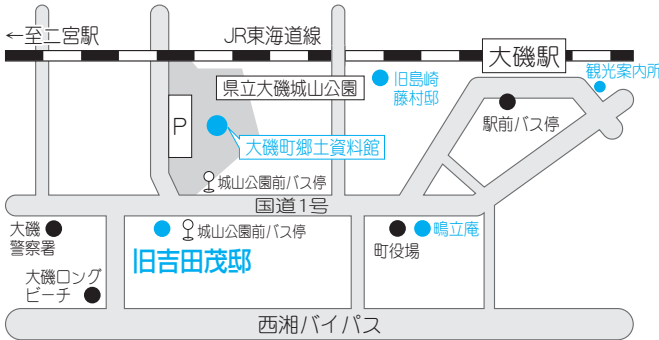 ←至二宮駅
JR東海道線
大磯駅
観光案内所
県立大磯城山公園
旧島崎
藤村邸
P
駅前バス停
大磯町郷土資料館
城山公園前バス停
国道1号
大磯
警察署
城山公園前バス停
町役場
鴫立庵
旧吉田茂邸
大磯ロング
ビーチ
西湘バイパス